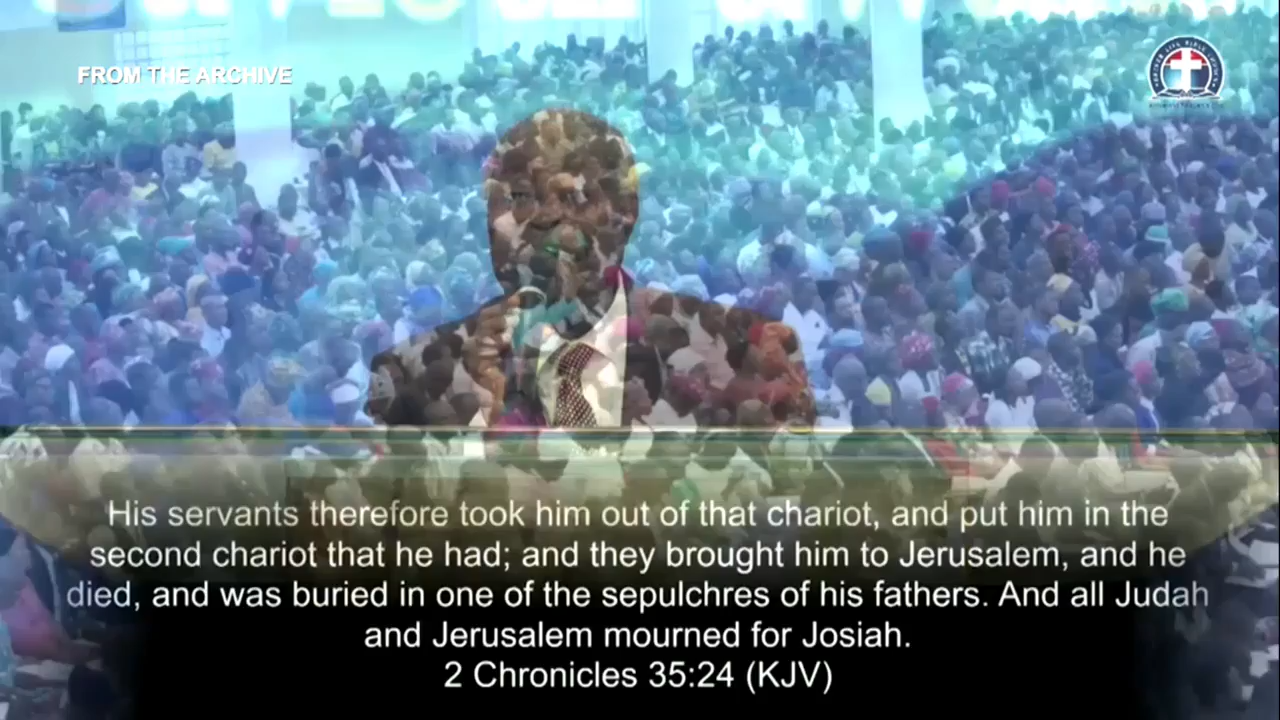 FROM THE ARCHIVE
His servants therefore took him out of that chariot, and put him in the
second chariot that he had; and they brought him to Jerusalem, and he
died, and was buried in one of the sepulchres of his fathers. And all Judah
and Jerusalem mourned for Josiah.
2 Chronicles 35:24 (KJV)